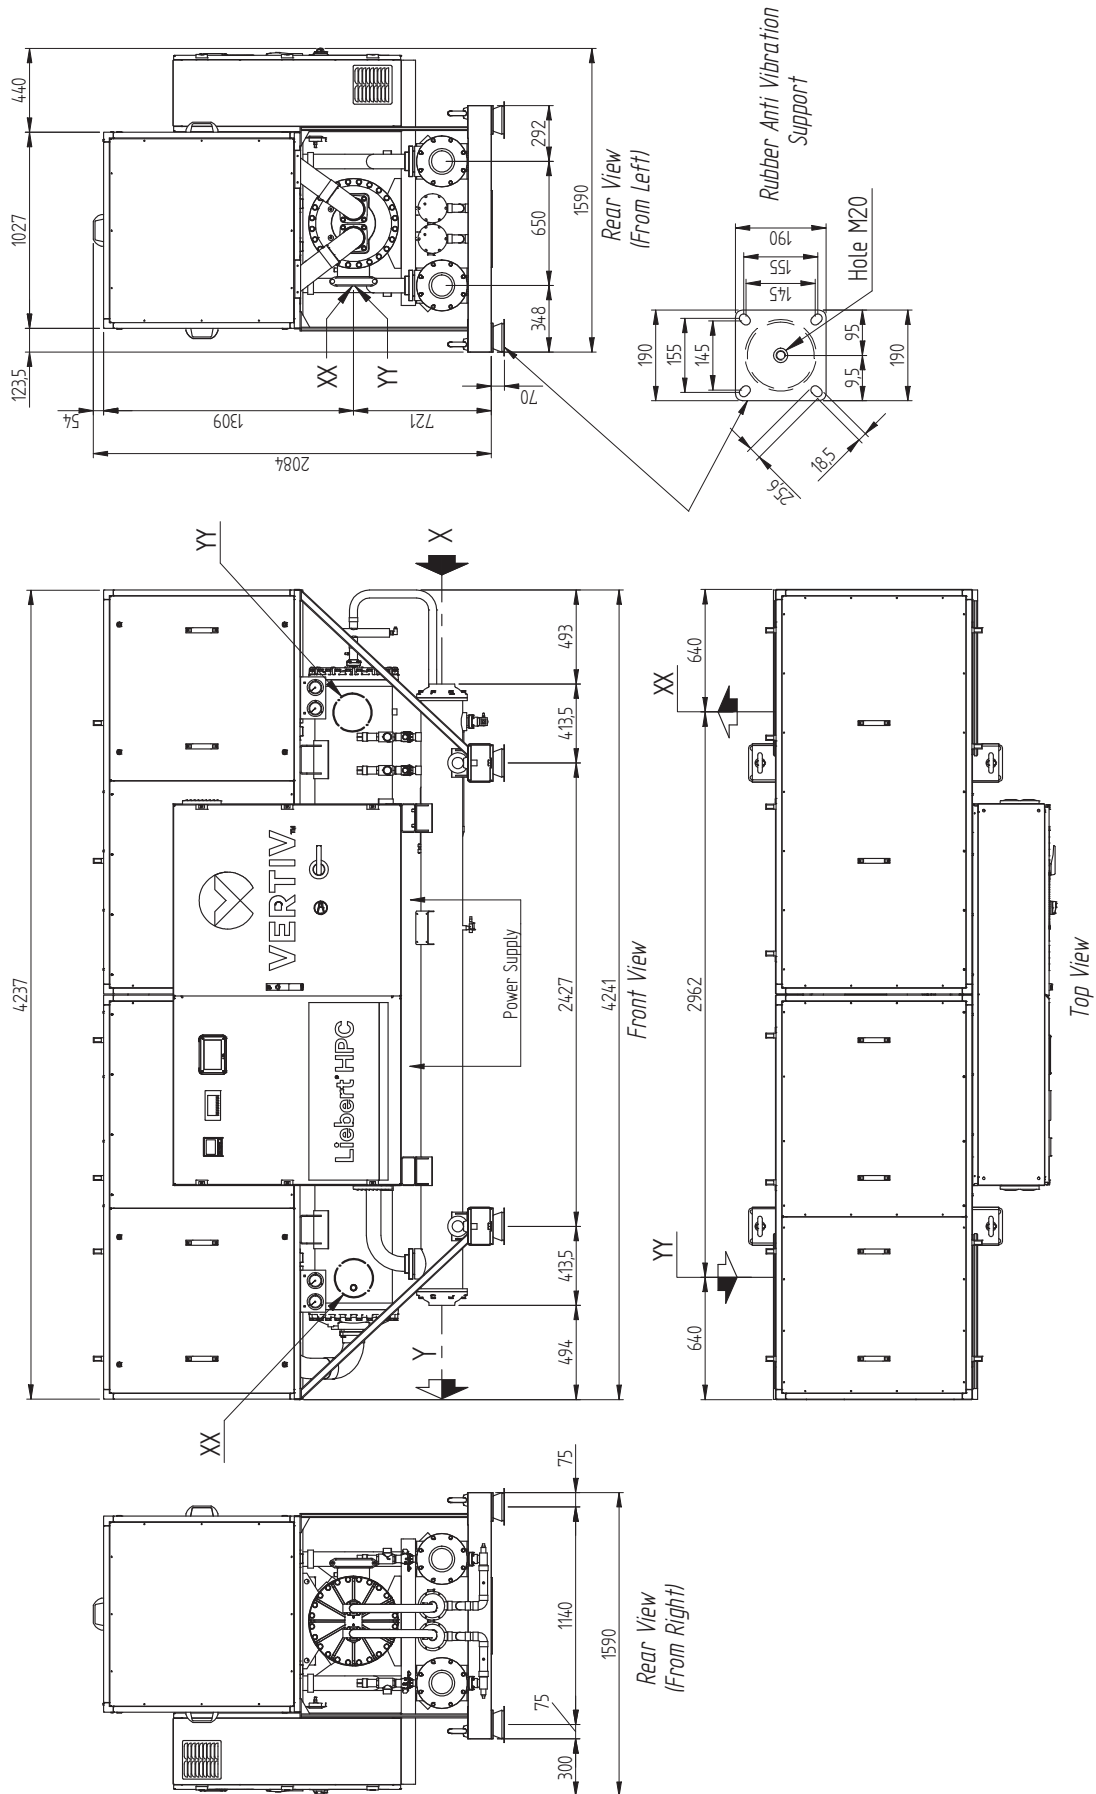 440
1027
123,5
54
1309
721
2084
70
XX
YY
292
650
348
1590
Rear View
(From Left)
Rubber Anti Vibration
Support
190
155
145
Hole M20
190
155
145
95
9,5
190
25,6
18,5
4237
YY
X
VERTIV™
Liebert® HPC
Power Supply
XX
Y
493
413,5
2427
413,5
494
4241
Front View
640
XX
2962
YY
640
Top View
75
1140
75
300
1590
Rear View
(From Right)